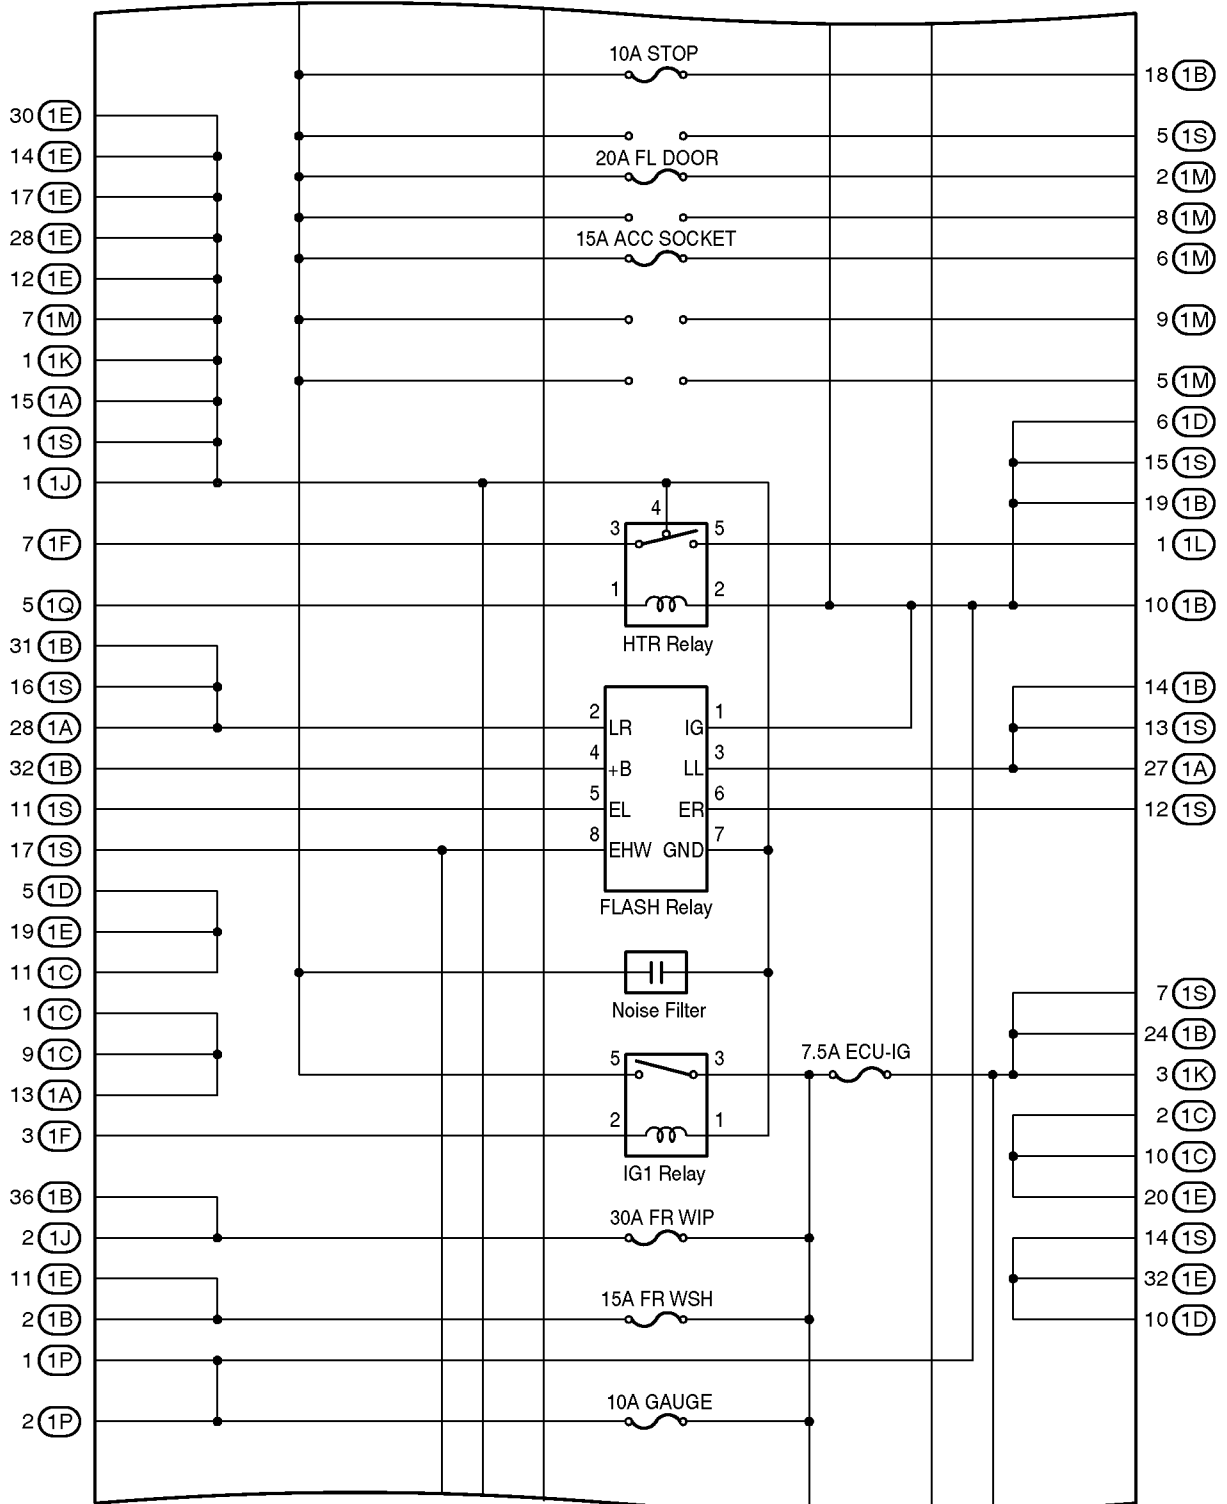 10A STOP
18 1B
30 1E
5 1S
14 1E
20A FL DOOR
2 1M
17 1E
8 1M
28 1E
15A ACC SOCKET
6 1M
12 1E
7 1M
9 1M
1 1K
5 1M
15 1A
6 1D
1 1S
15 1S
1 1J
4
19 1B
3 5
7 1F
1 1L
1 2
5 1Q
10 1B
31 1B
HTR Relay
16 1S
14 1B
2 1
28 1A
LR IG
13 1S
4 3
32 1B
+B LL
27 1A
5 6
11 1S
EL ER
12 1S
8 7
17 1S
EHW GND
5 1D
FLASH Relay
19 1E
11 1C
7 1S
1 1C
Noise Filter
24 1B
9 1C
5 3
7.5A ECU-IG
3 1K
13 1A
2 1C
2 1
3 1F
10 1C
IG1 Relay
36 1B
20 1E
30A FR WIP
2 1J
14 1S
11 1E
32 1E
15A FR WSH
2 1B
10 1D
1 1P
10A GAUGE
2 1P